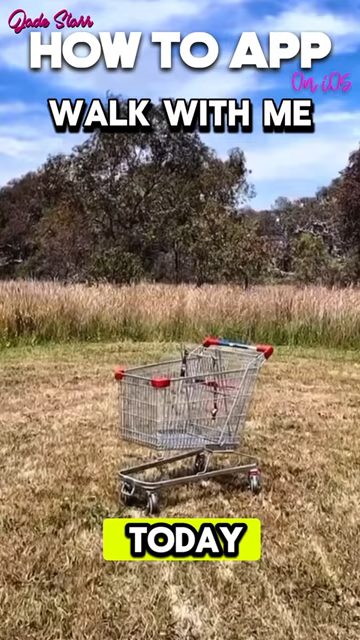 Jade Starr
HOW TO APP
On iOS
WALK WITH ME
TODAY